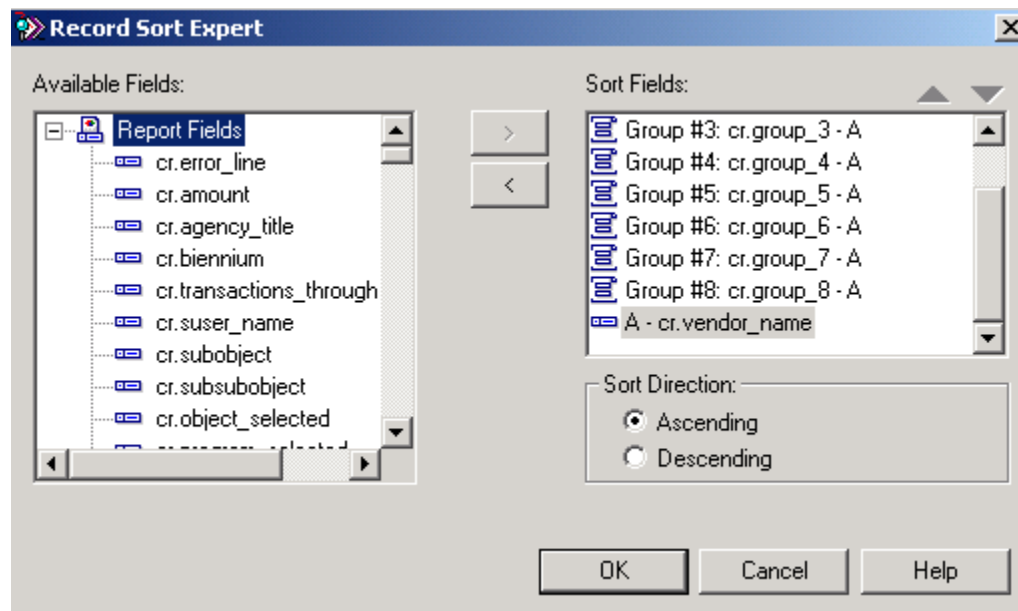 Record Sort Expert
Available Fields:
Report Fields
cr.error_line
cr.amount
cr.agency_title
cr.biennium
cr.transactions_through
cr.suser_name
cr.subobject
cr.subsubobject
cr.object_selected
>
<
Sort Fields:
Group #3: cr.group_3 - A
Group #4: cr.group_4 - A
Group #5: cr.group_5 - A
Group #6: cr.group_6 - A
Group #7: cr.group_7 - A
Group #8: cr.group_8 - A
A - cr.vendor_name
Sort Direction:
Ascending
Descending
OK
Cancel
Help